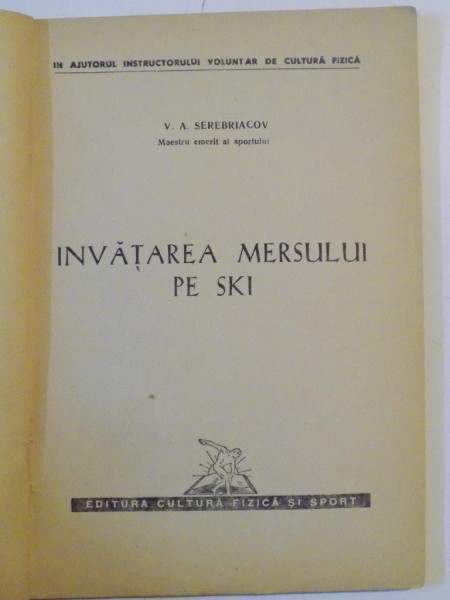 IN AJUTORUL INSTRUCTORULUI VOLUNTAR DE CULTURĂ FIZICĂ
V. A. SEREBRIACOV
Maestru emerit al sportului
INVĂȚAREA MERSULUI
PE SKI
EDITURA CULTURĂ FIZICĂ ȘI SPORT